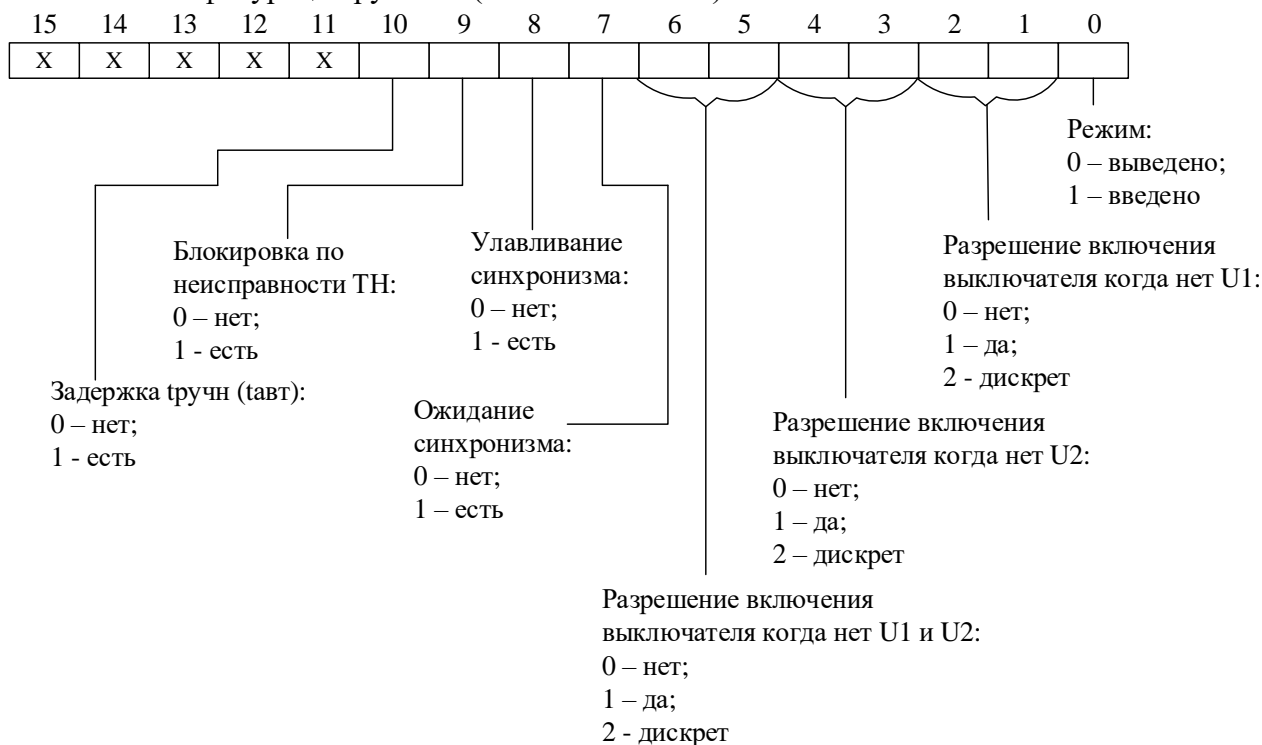 15 14 13 12 11 10 9 8 7 6 5 4 3 2 1 0
X X X X X
Режим:
0 – выведено;
1 – введено
Разрешение включения
выключателя когда нет U1:
0 – нет;
1 – да;
2 - дискрет
Улавливание
синхронизма:
0 – нет;
1 - есть
Блокировка по
неисправности ТН:
0 – нет;
1 - есть
Задержка tручн (tавт):
0 – нет;
1 - есть
Ожидание
синхронизма:
0 – нет;
1 – есть
Разрешение включения
выключателя когда нет U2:
0 – нет;
1 – да;
2 – дискрет
Разрешение включения
выключателя когда нет U1 и U2:
0 – нет;
1 – да;
2 - дискрет